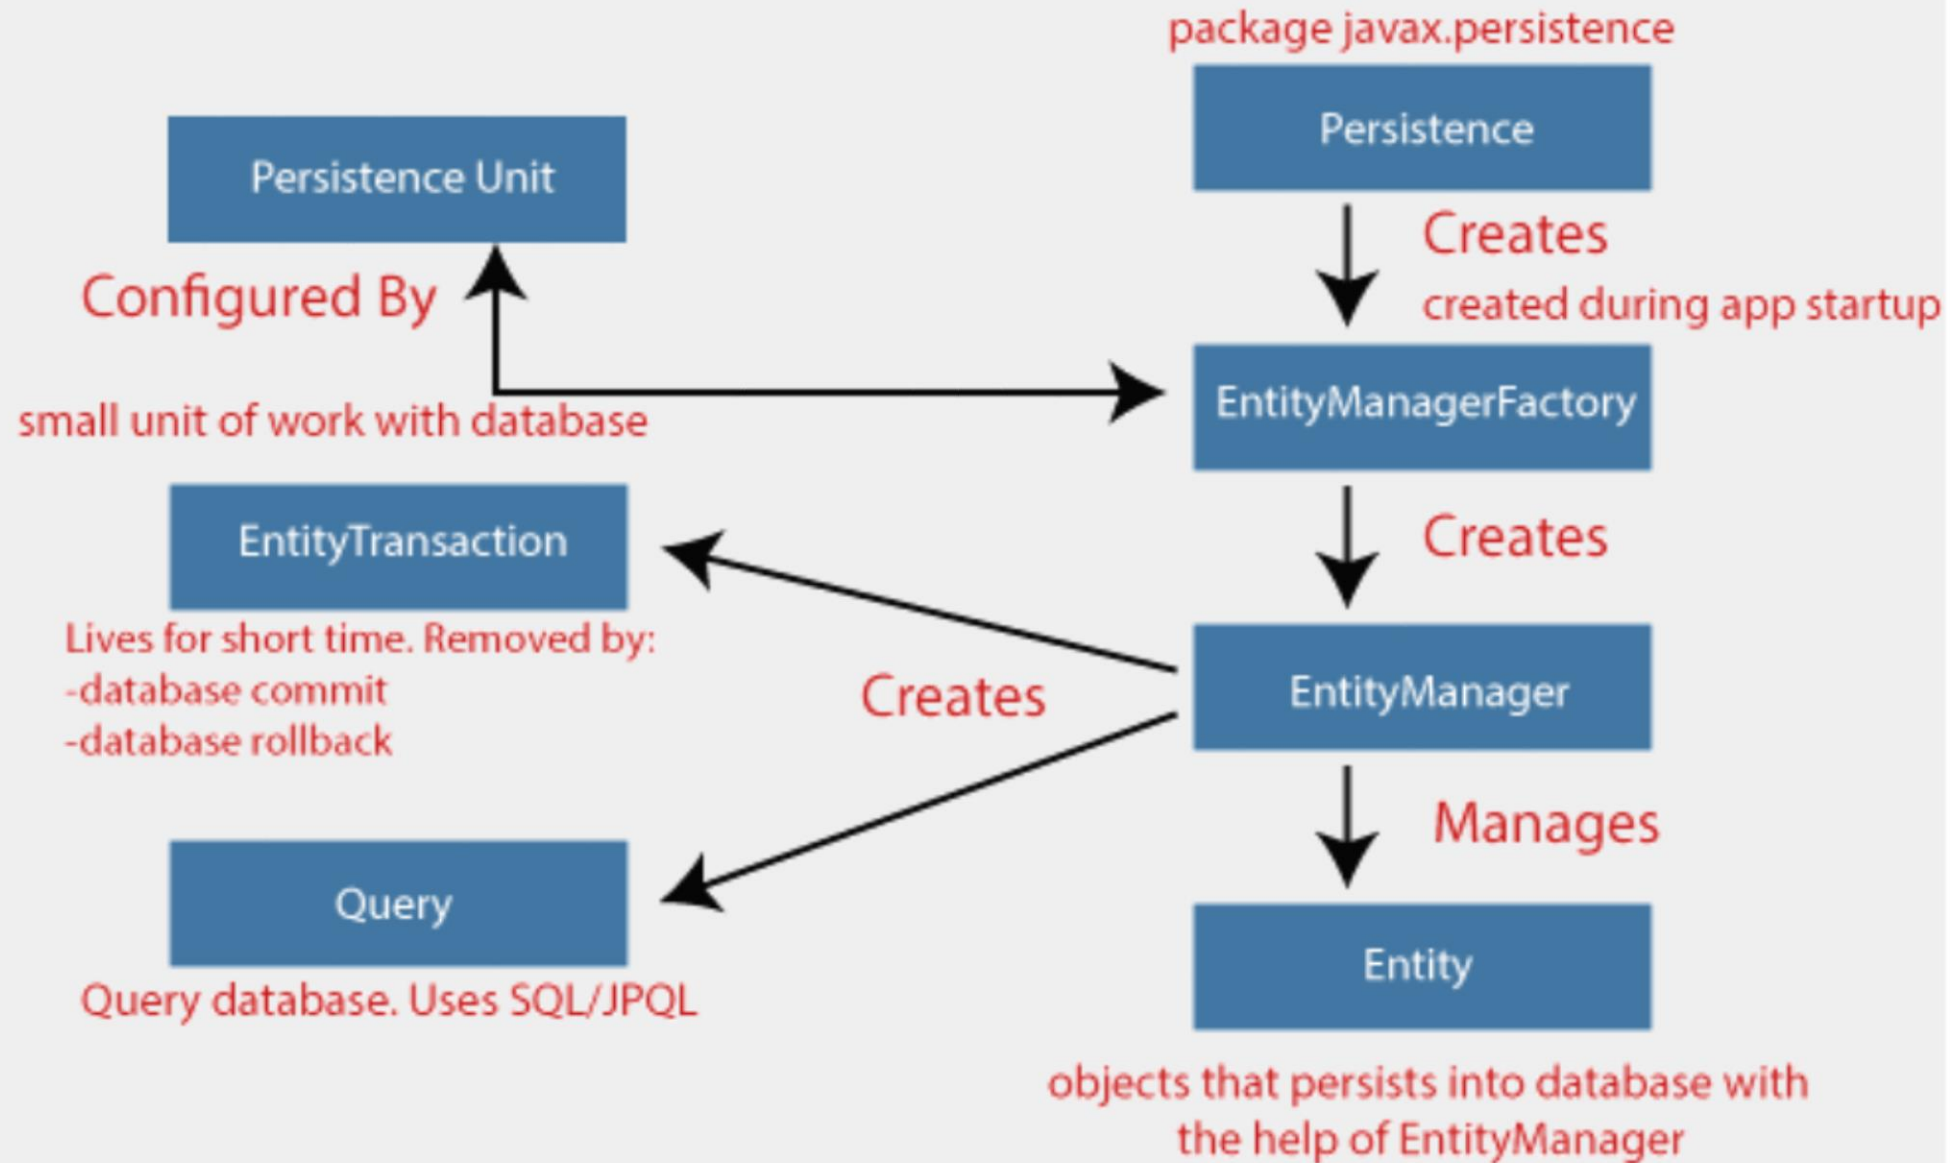 package javax.persistence
Persistence
Persistence Unit
Creates
Configured By
created during app startup
EntityManagerFactory
small unit of work with database
EntityTransaction
Creates
Lives for short time. Removed by:
-database commit
-database rollback
Creates
EntityManager
Manages
Query
Query database. Uses SQL/JPQL
Entity
objects that persists into database with
the help of EntityManager